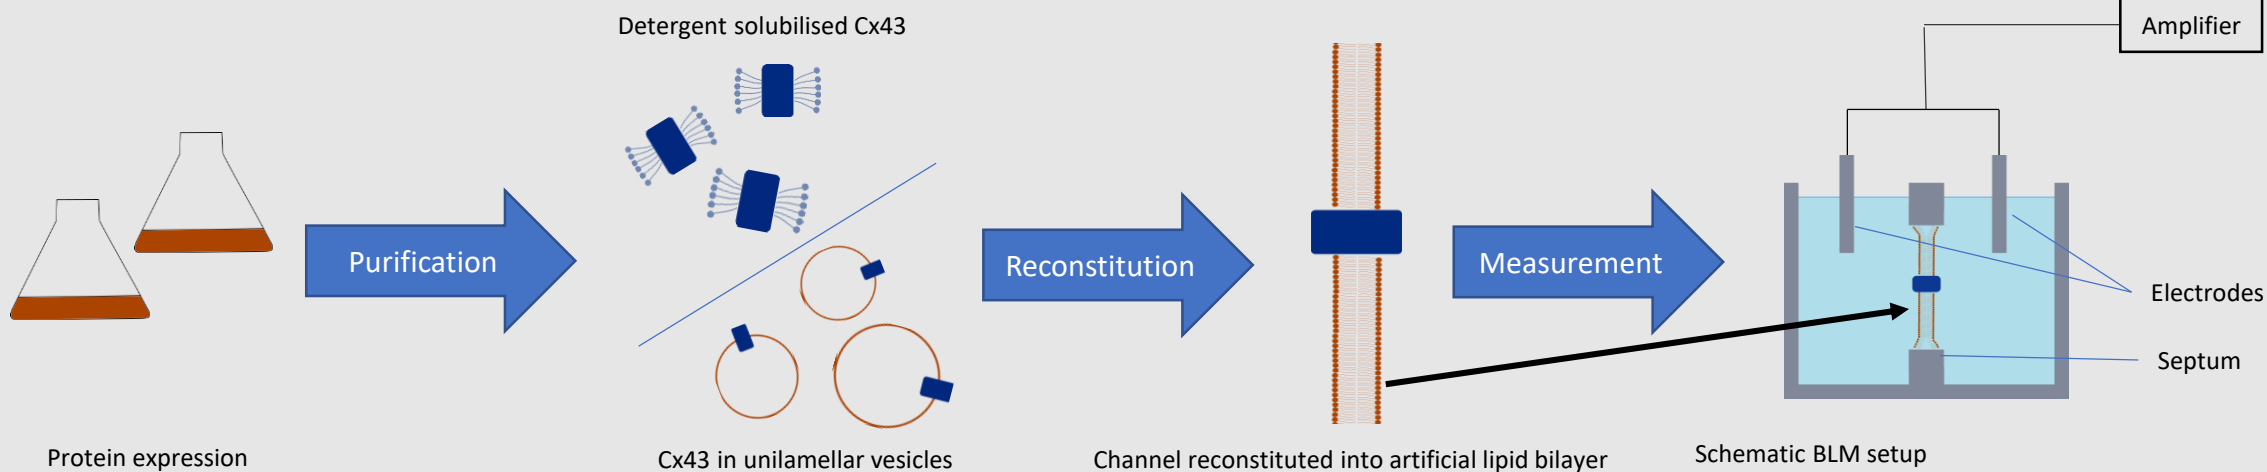 Detergent solubilised Cx43
Amplifier
Purification
Reconstitution
Measurement
Electrodes
Septum
Protein expression
Cx43 in unilamellar vesicles
Channel reconstituted into artificial lipid bilayer
Schematic BLM setup